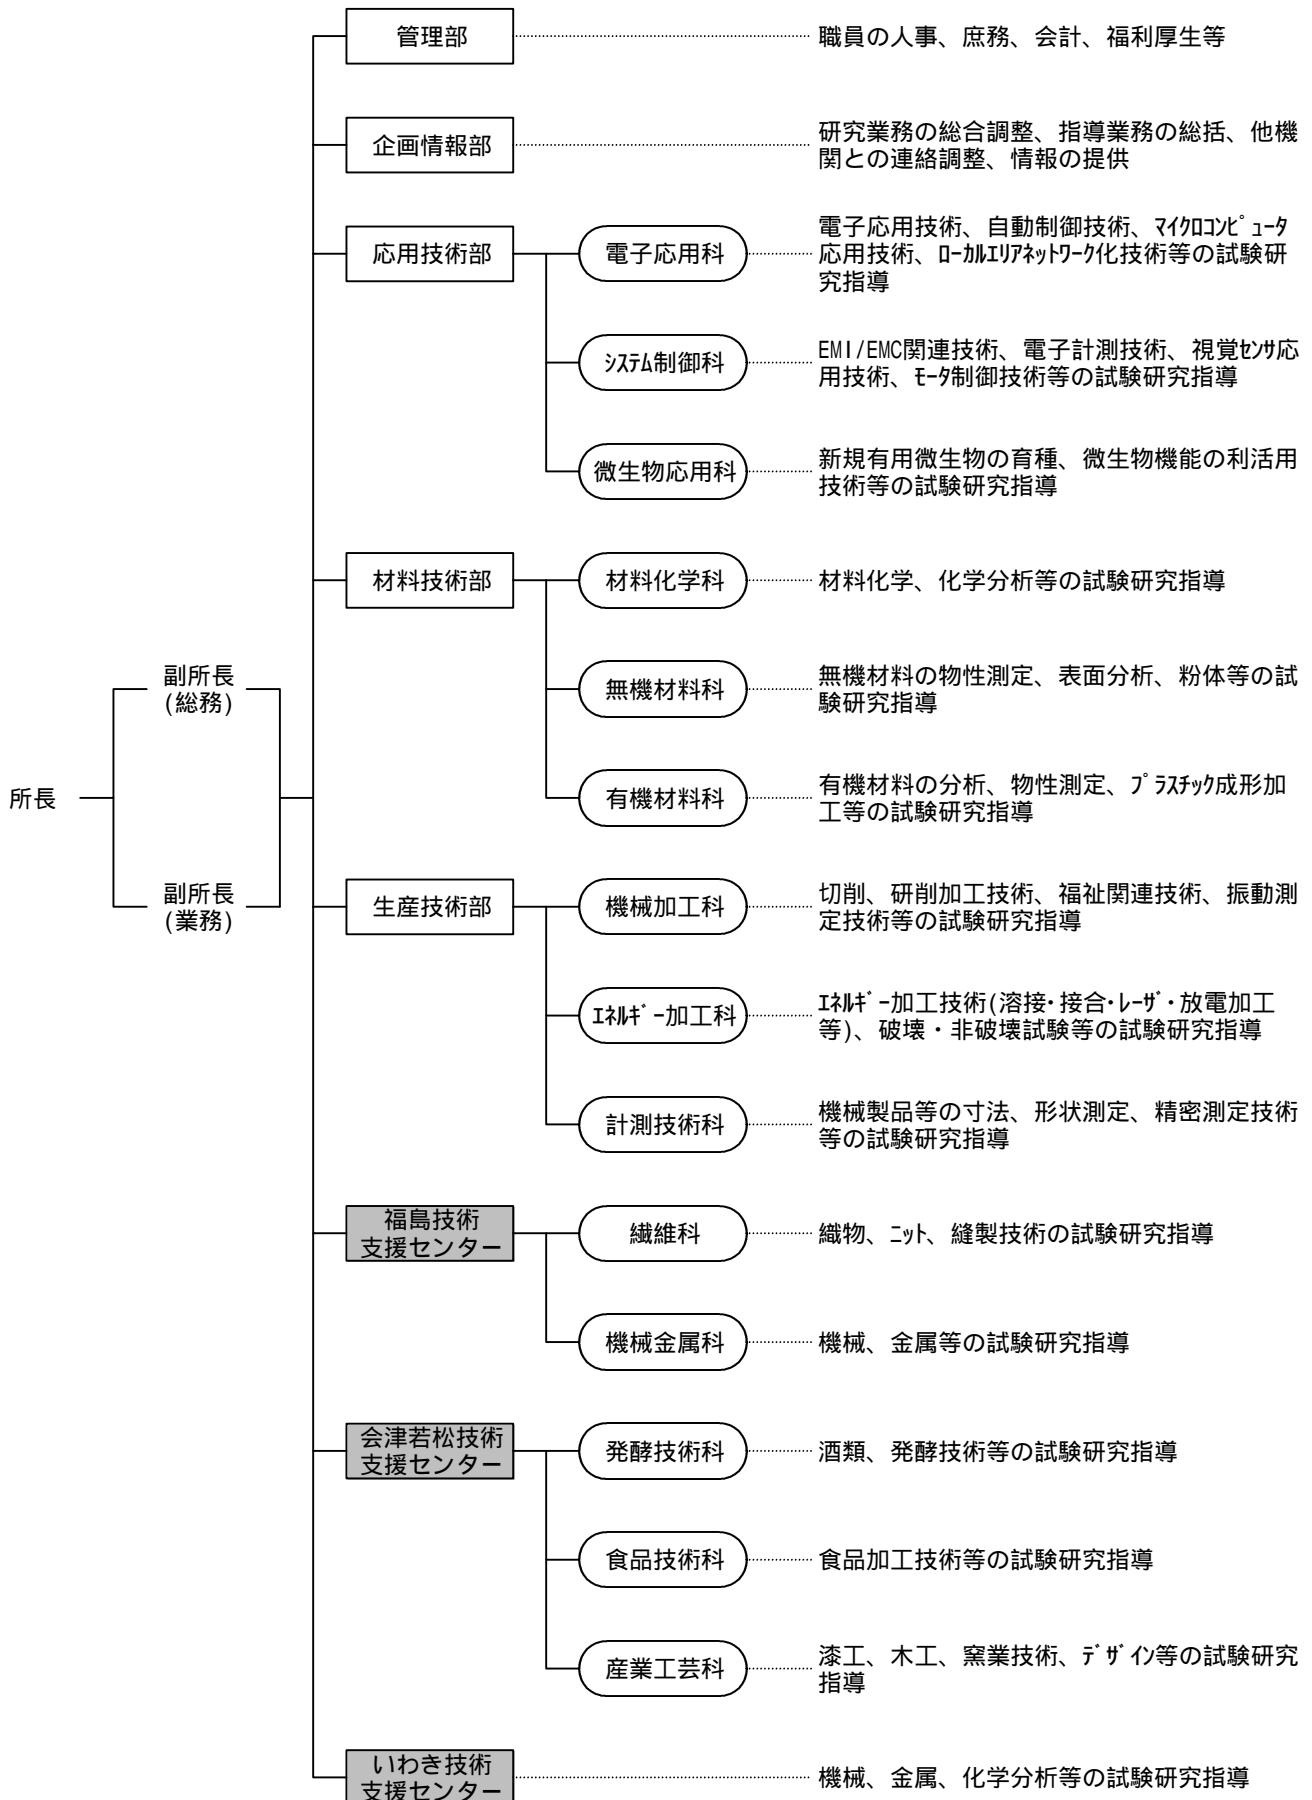 管理部
職員の人事、庶務、会計、福利厚生等
企画情報部
研究業務の総合調整、指導業務の総括、他機
関との連絡調整、情報の提供
応用技術部
電子応用科
電子応用技術、自動制御技術、ﾏｲｸﾛｺﾝﾋﾟｭｰﾀ
応用技術、ﾛｰｶﾙｴﾘｱﾈｯﾄﾜｰｸ化技術等の試験研
究指導
ｼｽﾃﾑ制御科
EMI/EMC関連技術、電子計測技術、視覚ｾﾝｻ応
用技術、ﾓｰﾀ制御技術等の試験研究指導
微生物応用科
新規有用微生物の育種、微生物機能の利活用
技術等の試験研究指導
材料技術部
材料化学科
材料化学、化学分析等の試験研究指導
副所長
(総務)
無機材料科
無機材料の物性測定、表面分析、粉体等の試
験研究指導
所長
有機材料科
有機材料の分析、物性測定、ﾌﾟﾗｽﾁｯｸ成形加
工等の試験研究指導
副所長
(業務)
生産技術部
機械加工科
切削、研削加工技術、福祉関連技術、振動測
定技術等の試験研究指導
ｴﾈﾙｷﾞｰ加工科
ｴﾈﾙｷﾞｰ加工技術(溶接･接合･ﾚｰｻﾞ･放電加工
等)、破壊・非破壊試験等の試験研究指導
計測技術科
機械製品等の寸法、形状測定、精密測定技術
等の試験研究指導
福島技術
支援センター
繊維科
織物、ﾆｯﾄ、縫製技術の試験研究指導
機械金属科
機械、金属等の試験研究指導
会津若松技術
支援センター
発酵技術科
酒類、発酵技術等の試験研究指導
食品技術科
食品加工技術等の試験研究指導
産業工芸科
漆工、木工、窯業技術、ﾃﾞｻﾞｲﾝ等の試験研究
指導
いわき技術
支援センター
機械、金属、化学分析等の試験研究指導